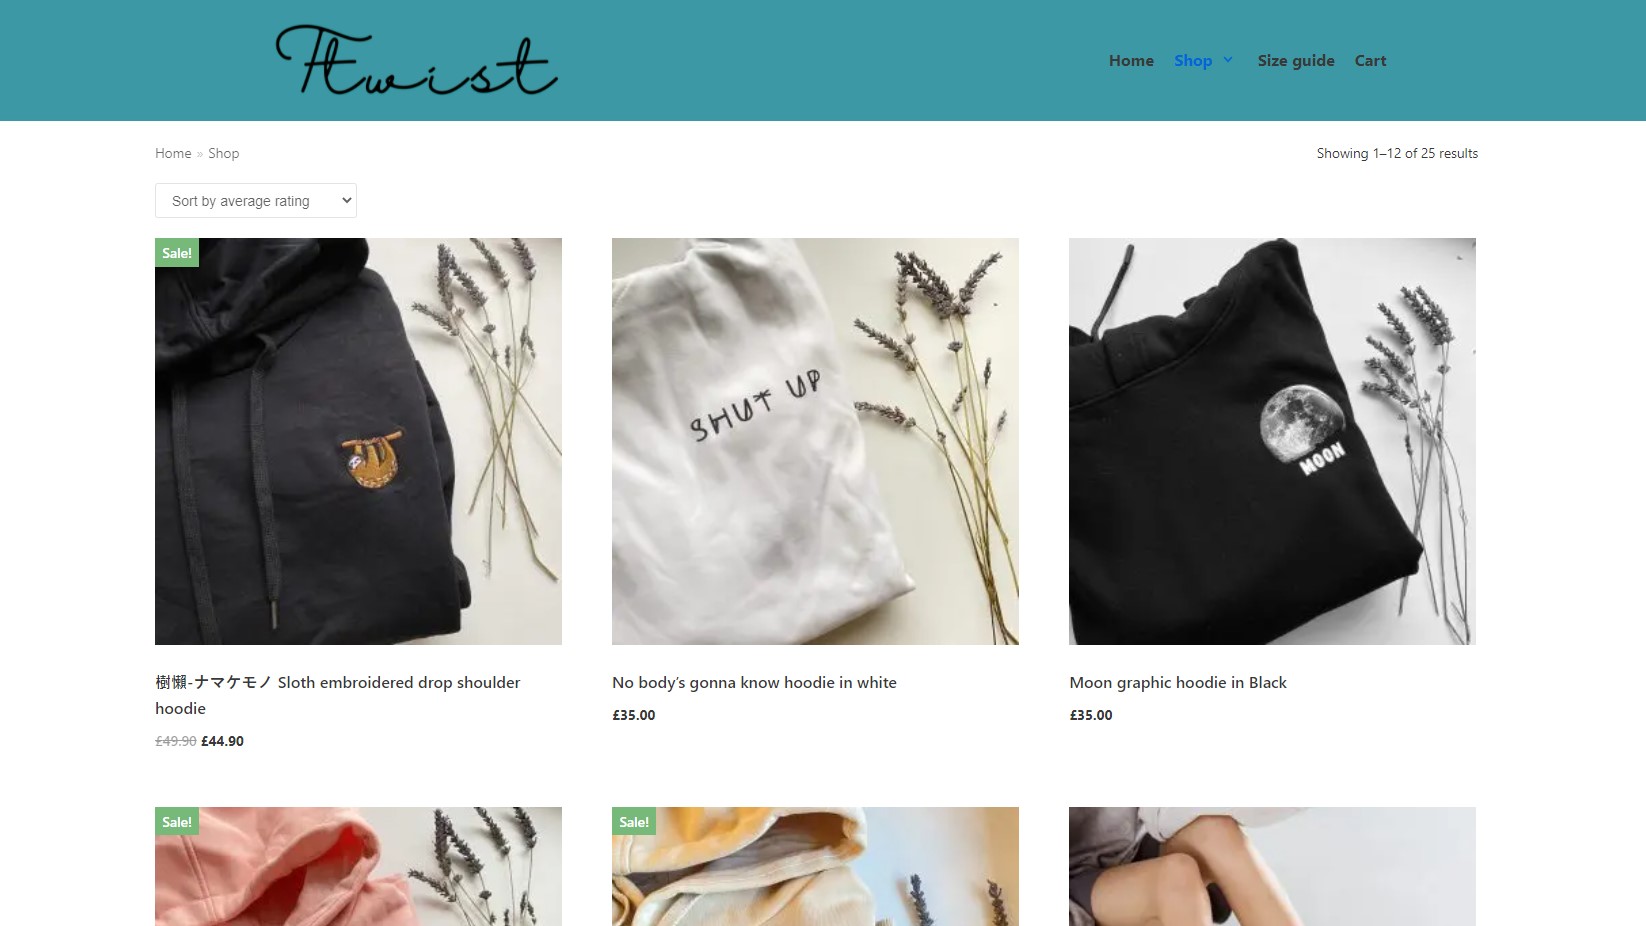 Ttwist
Home Shop Size guide Cart
Home » Shop
Showing 1–12 of 25 results
Sort by average rating
Sale!
SHUT UP
MOON
樹懶-ナマケモノ Sloth embroidered drop shoulder
hoodie
£49.90 £44.90
No body’s gonna know hoodie in white
£35.00
Moon graphic hoodie in Black
£35.00
Sale!
Sale!